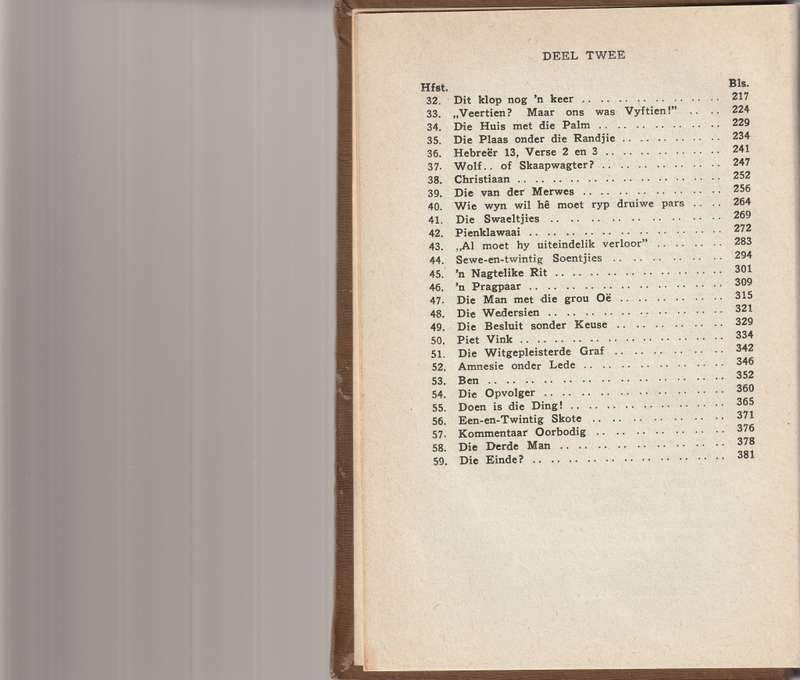 DEEL TWEE
Hfst. Bls.
32. Dit klop nog 'n keer .. .. .. .. .. .. .. .. 217
33. „Veertien? Maar ons was Vyftien!" .. .. 224
34. Die Huis met die Palm .. .. .. .. .. .. .. 229
35. Die Plaas onder die Randjie .. .. .. .. .. .. 234
36. Hebreër 13, Verse 2 en 3 .. .. .. .. .. .. .. 241
37. Wolf.. of Skaapwagter? .. .. .. .. .. .. .. 247
38. Christiaan .. .. .. .. .. .. .. .. .. .. .. 252
39. Die van der Merwes .. .. .. .. .. .. .. .. 256
40. Wie wyn wil hê moet ryp druiwe pars .. .. 264
41. Die Swaeltjies .. .. .. .. .. .. .. .. .. .. 269
42. Pienklawaai .. .. .. .. .. .. .. .. .. .. .. 272
43. „Al moet hy uiteindelik verloor" .. .. .. .. 283
44. Sewe-en-twintig Soentjies .. .. .. .. .. .. 294
45. 'n Nagtelike Rit .. .. .. .. .. .. .. .. .. 301
46. 'n Pragpaar .. .. .. .. .. .. .. .. .. .. .. 309
47. Die Man met die grou Oë .. .. .. .. .. .. 315
48. Die Wedersien .. .. .. .. .. .. .. .. .. .. 321
49. Die Besluit sonder Keuse .. .. .. .. .. .. 329
50. Piet Vink .. .. .. .. .. .. .. .. .. .. .. 334
51. Die Witgepleisterde Graf .. .. .. .. .. .. 342
52. Amnesie onder Lede .. .. .. .. .. .. .. .. 346
53. Ben .. .. .. .. .. .. .. .. .. .. .. .. .. 352
54. Die Opvolger .. .. .. .. .. .. .. .. .. .. 360
55. Doen is die Ding! .. .. .. .. .. .. .. .. .. 365
56. Een-en-Twintig Skote .. .. .. .. .. .. .. .. 371
57. Kommentaar Oorbodig .. .. .. .. .. .. .. 376
58. Die Derde Man .. .. .. .. .. .. .. .. .. 378
59. Die Einde? .. .. .. .. .. .. .. .. .. .. .. 381